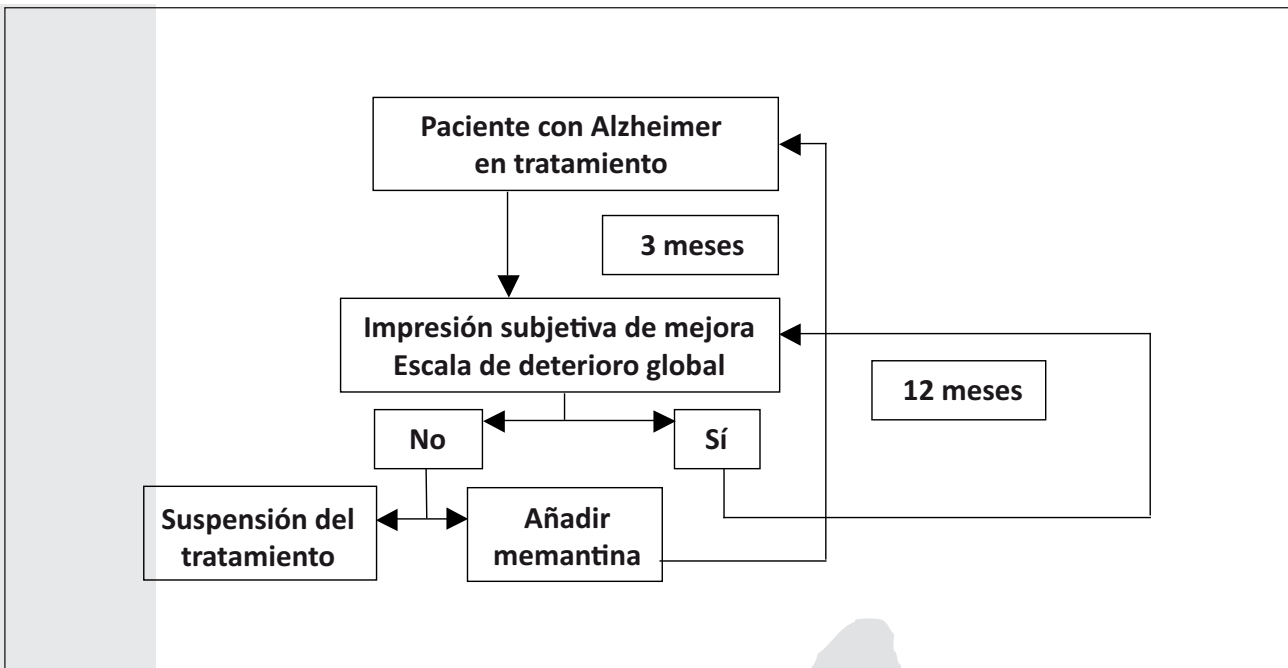 Paciente con Alzheimer
en tratamiento
3 meses
Impresión subjetiva de mejora
Escala de deterioro global
12 meses
No
Sí
Suspensión del
tratamiento
Añadir
memantina